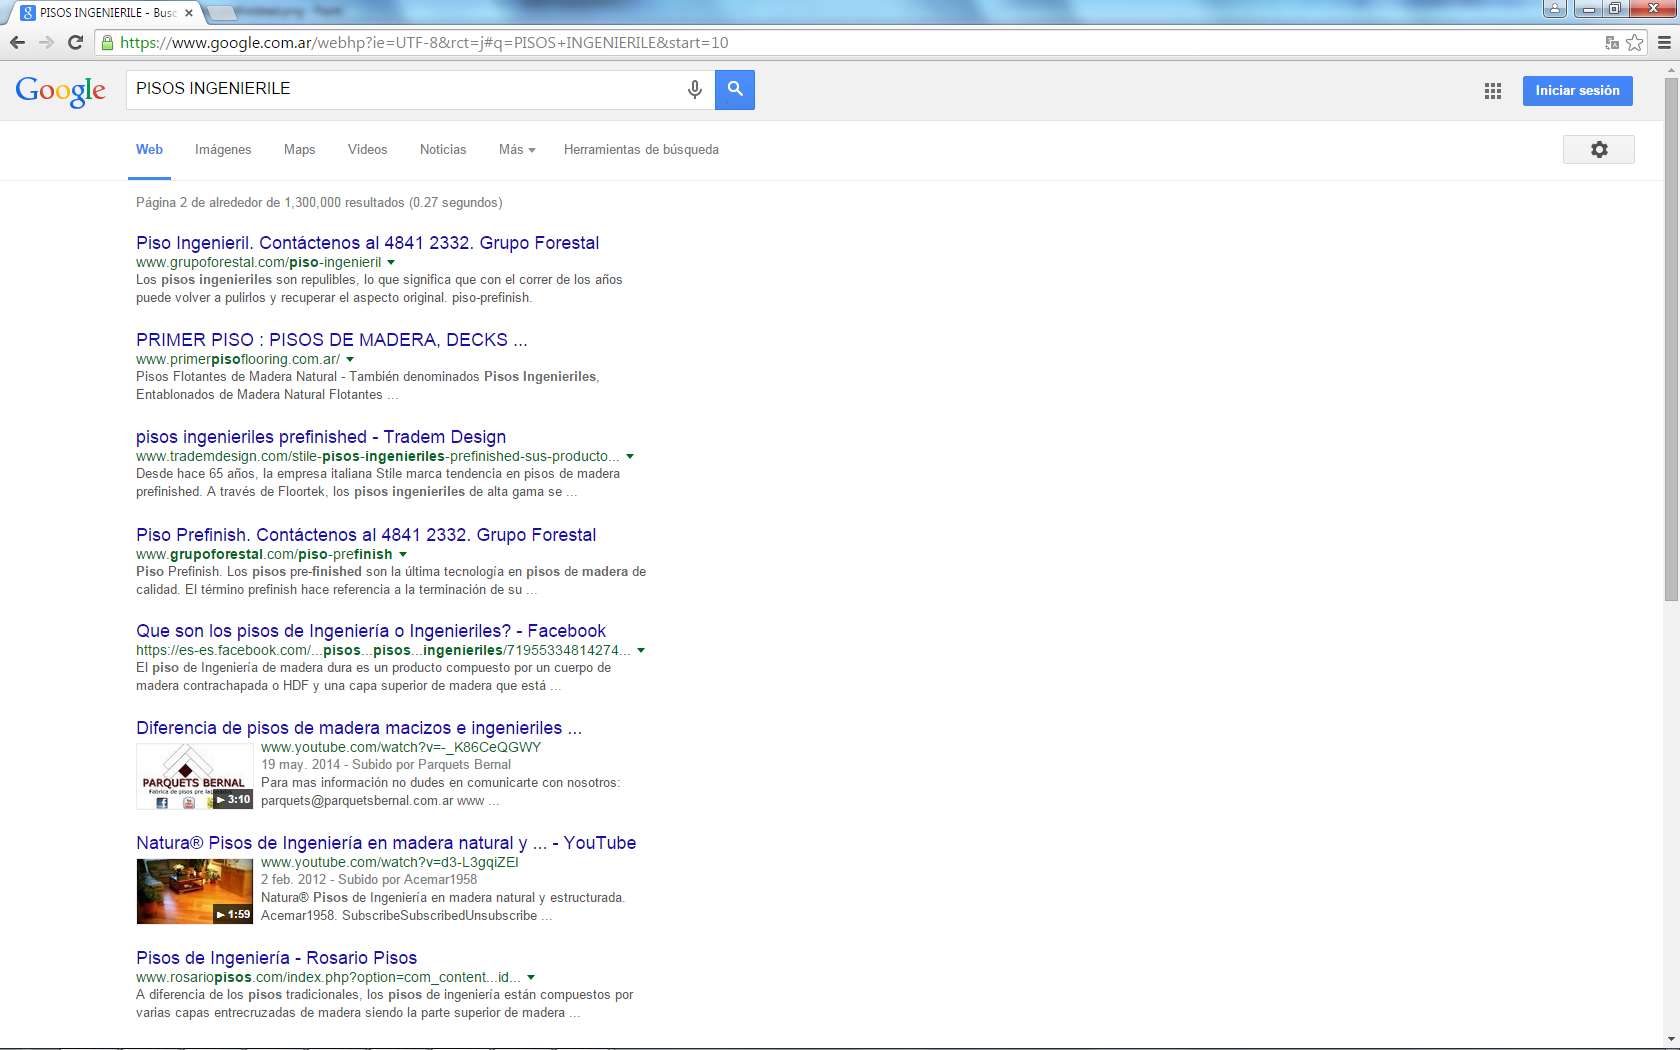 PISOS INGENIERILE - Busc
https://www.google.com.ar/webhp?ie=UTF-8&rct=j#q=PISOS+INGENIERILE&start=10
Google
PISOS INGENIERILE
Iniciar sesión
Web Imágenes Maps Videos Noticias Más Herramientas de búsqueda
Página 2 de alrededor de 1,300,000 resultados (0.27 segundos)
Piso Ingenieril. Contáctenos al 4841 2332. Grupo Forestal
www.grupoforestal.com/piso-ingenieril
Los pisos ingenieriles son repulibles, lo que significa que con el correr de los años
puede volver a pulirlos y recuperar el aspecto original. piso-prefinish.
PRIMER PISO : PISOS DE MADERA, DECKS ...
www.primerpisoflooring.com.ar/
Pisos Flotantes de Madera Natural - También denominados Pisos Ingenieriles,
Entablonados de Madera Natural Flotantes ...
pisos ingenieriles prefinished - Tradem Design
www.trademdesign.com/stile-pisos-ingenieriles-prefinished-sus-producto...
Desde hace 65 años, la empresa italiana Stile marca tendencia en pisos de madera
prefinished. A través de Floortek, los pisos ingenieriles de alta gama se ...
Piso Prefinish. Contáctenos al 4841 2332. Grupo Forestal
www.grupoforestal.com/piso-prefinish
Piso Prefinish. Los pisos pre-finished son la última tecnología en pisos de madera de
calidad. El término prefinish hace referencia a la terminación de su ...
Que son los pisos de Ingeniería o Ingenieriles? - Facebook
https://es-es.facebook.com/...pisos...pisos...ingenieriles/71955334814274...
El piso de Ingeniería de madera dura es un producto compuesto por un cuerpo de
madera contrachapada o HDF y una capa superior de madera que está ...
Diferencia de pisos de madera macizos e ingenieriles ...
www.youtube.com/watch?v=-_K86CeQGWY
19 may. 2014 - Subido por Parquets Bernal
Para mas información no dudes en comunicarte con nosotros:
parquets@parquetsbernal.com.ar www ...
PARQUETS BERNAL
3:10
Natura® Pisos de Ingeniería en madera natural y ... - YouTube
www.youtube.com/watch?v=d3-L3gqiZEI
2 feb. 2012 - Subido por Acemar1958
Natura® Pisos de Ingeniería en madera natural y estructurada.
Acemar1958. SubscribeSubscribedUnsubscribe ...
1:59
Pisos de Ingeniería - Rosario Pisos
www.rosariopisos.com/index.php?option=com_content...id...
A diferencia de los pisos tradicionales, los pisos de ingeniería están compuestos por
varias capas entrecruzadas de madera siendo la parte superior de madera ...